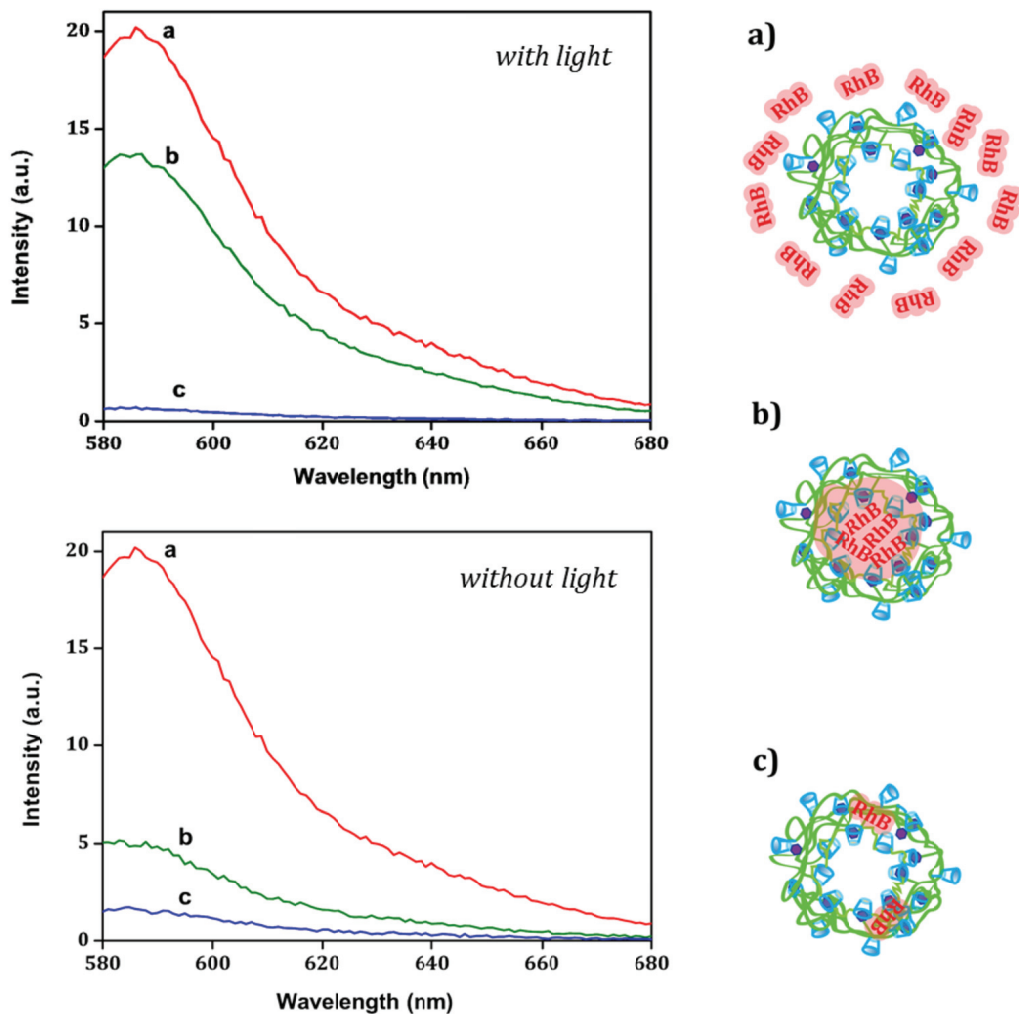 20
15
10
5
0
580
600
620
640
660
680
Intensity (a.u.)
Wavelength (nm)
with light
a
b
c
20
15
10
5
0
580
600
620
640
660
680
Intensity (a.u.)
Wavelength (nm)
without light
a
b
c
a)
RhB
RhB
RhB
RhB
RhB
RhB
RhB
RhB
RhB
RhB
RhB
RhB
b)
RhB
RhB
RhB
RhB
c)
RhB
RhB